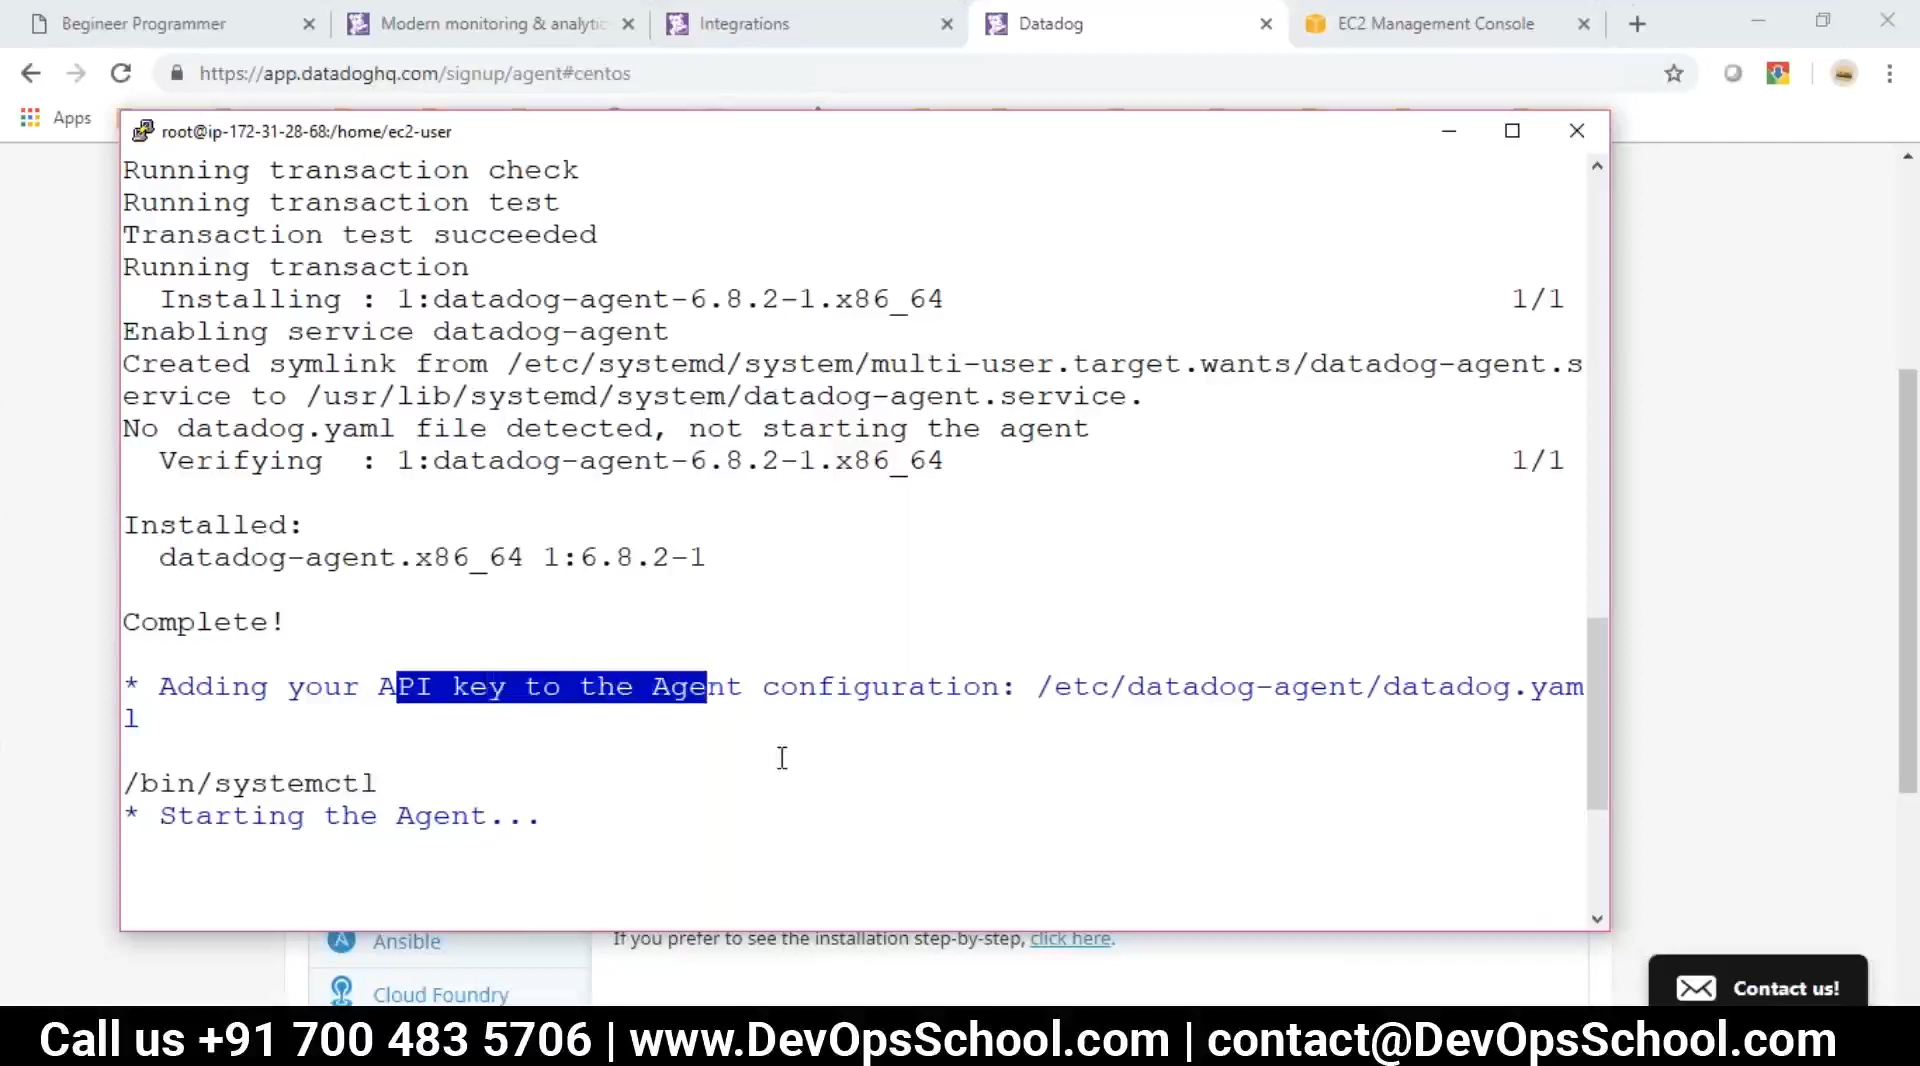 Begineer Programmer
Modern monitoring & analytic
Integrations
Datadog
EC2 Management Console
https://app.datadoghq.com/signup/agent#centos
Apps
root@ip-172-31-28-68:/home/ec2-user
Running transaction check
Running transaction test
Transaction test succeeded
Running transaction
Installing : 1:datadog-agent-6.8.2-1.x86_64 1/1
Enabling service datadog-agent
Created symlink from /etc/systemd/system/multi-user.target.wants/datadog-agent.s
ervice to /usr/lib/systemd/system/datadog-agent.service.
No datadog.yaml file detected, not starting the agent
Verifying : 1:datadog-agent-6.8.2-1.x86_64 1/1
Installed:
datadog-agent.x86_64 1:6.8.2-1
Complete!
* Adding your API key to the Agent configuration: /etc/datadog-agent/datadog.yam
l
/bin/systemctl
* Starting the Agent...
Ansible
If you prefer to see the installation step-by-step, click here.
Cloud Foundry
Contact us!
Call us +91 700 483 5706 | www.DevOpsSchool.com | contact@DevOpsSchool.com